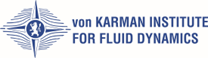 von KARMAN INSTITUTE
FOR FLUID DYNAMICS